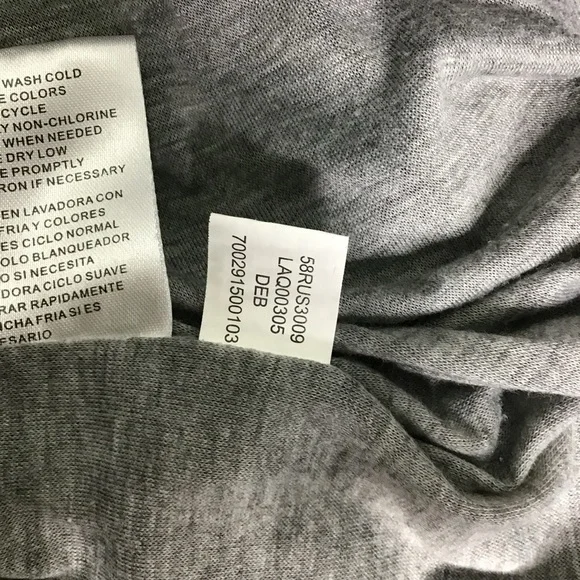 WASH COLD
COLORS
CYCLE
NON-CHLORINE
WHEN NEEDED
DRY LOW
PROMPTLY
IRON IF NECESSARY
EN LAVADORA CON
FRIA Y COLORES
ES CICLO NORMAL
OLO BLANQUEADOR
O SI NECESITA
DORA CICLO SUAVE
RAR RAPIDAMENTE
NCHA FRIA SI ES
ESARIO
58RUS3009
LAQ00305
DEB
700291500103